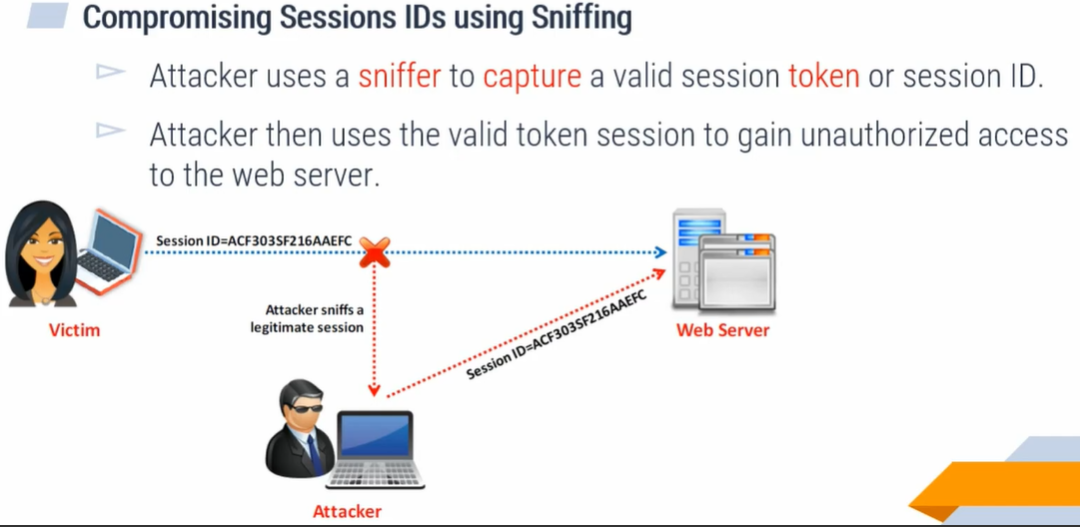 Compromising Sessions IDs using Sniffing
Attacker uses a sniffer to capture a valid session token or session ID.
Attacker then uses the valid token session to gain unauthorized access
to the web server.
Session ID=ACF303SF216AAEFC
Victim
Attacker sniffs a
legitimate session
Session ID=ACF303SF216AAEFC
Web Server
Attacker